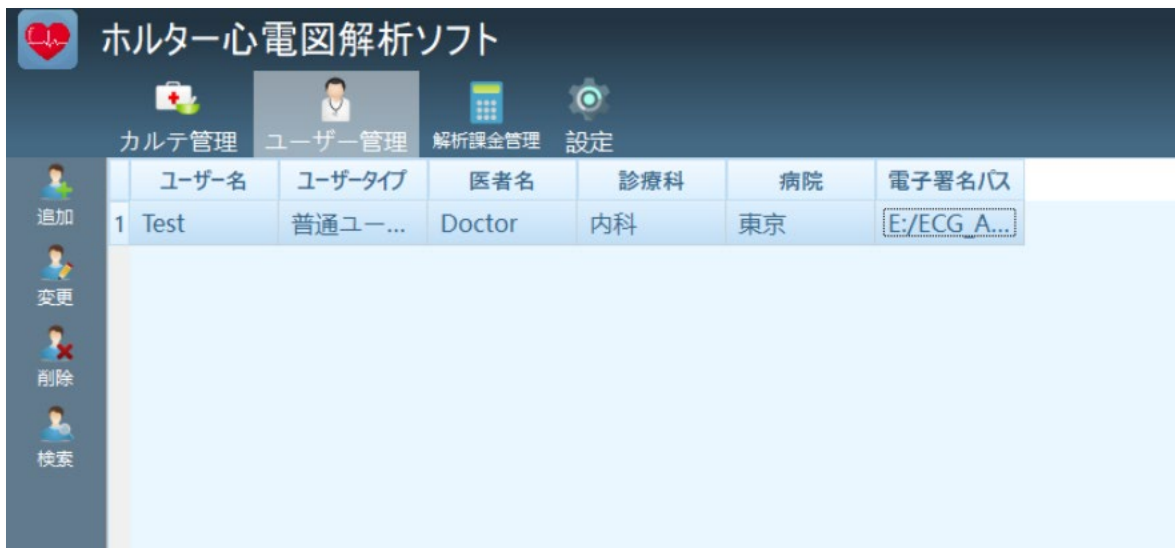 ホルター心電図解析ソフト
カルテ管理 ユーザー管理 解析課金管理 設定
追加
変更
削除
検索
ユーザー名 ユーザータイプ 医者名 診療科 病院 電子署名パス
1 Test 普通ユー... Doctor 内科 東京 E:/ECG_A...